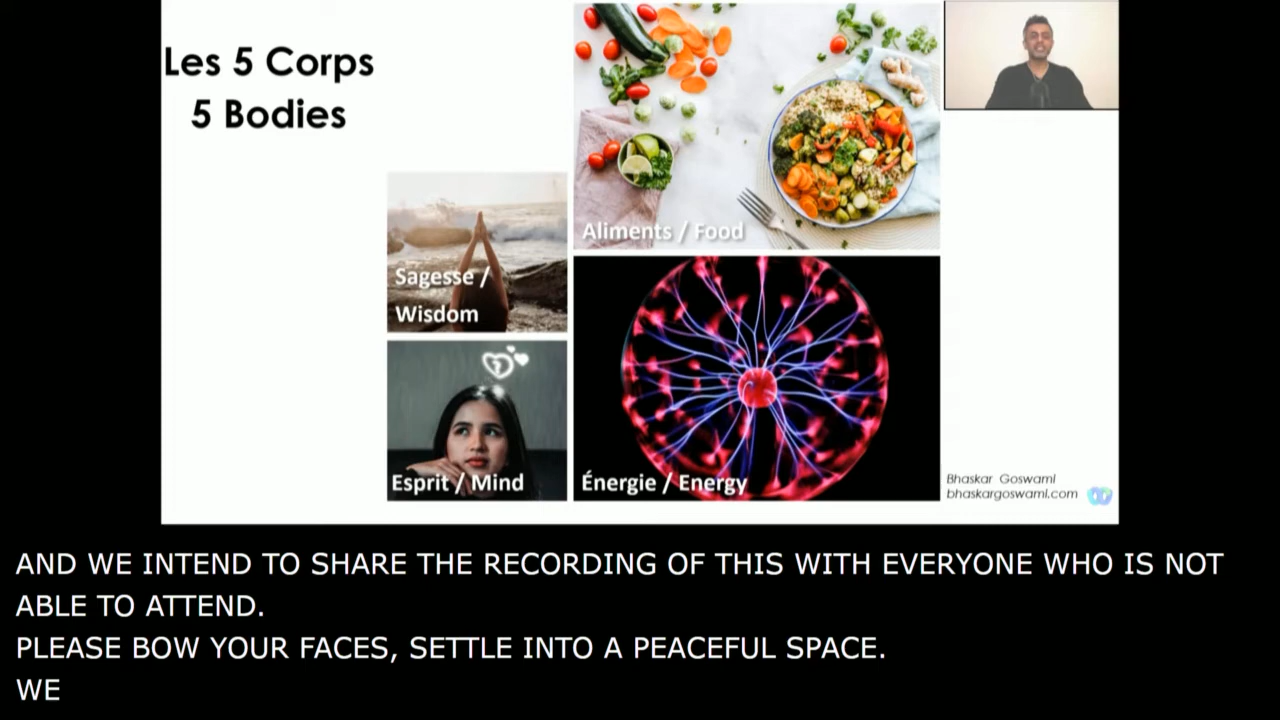 Les 5 Corps
5 Bodies
Aliments / Food
Sagesse /
Wisdom
Esprit / Mind
Énergie / Energy
Bhaskar Goswami
bhaskargoswami.com
AND WE INTEND TO SHARE THE RECORDING OF THIS WITH EVERYONE WHO IS NOT
ABLE TO ATTEND.
PLEASE BOW YOUR FACES, SETTLE INTO A PEACEFUL SPACE.
WE